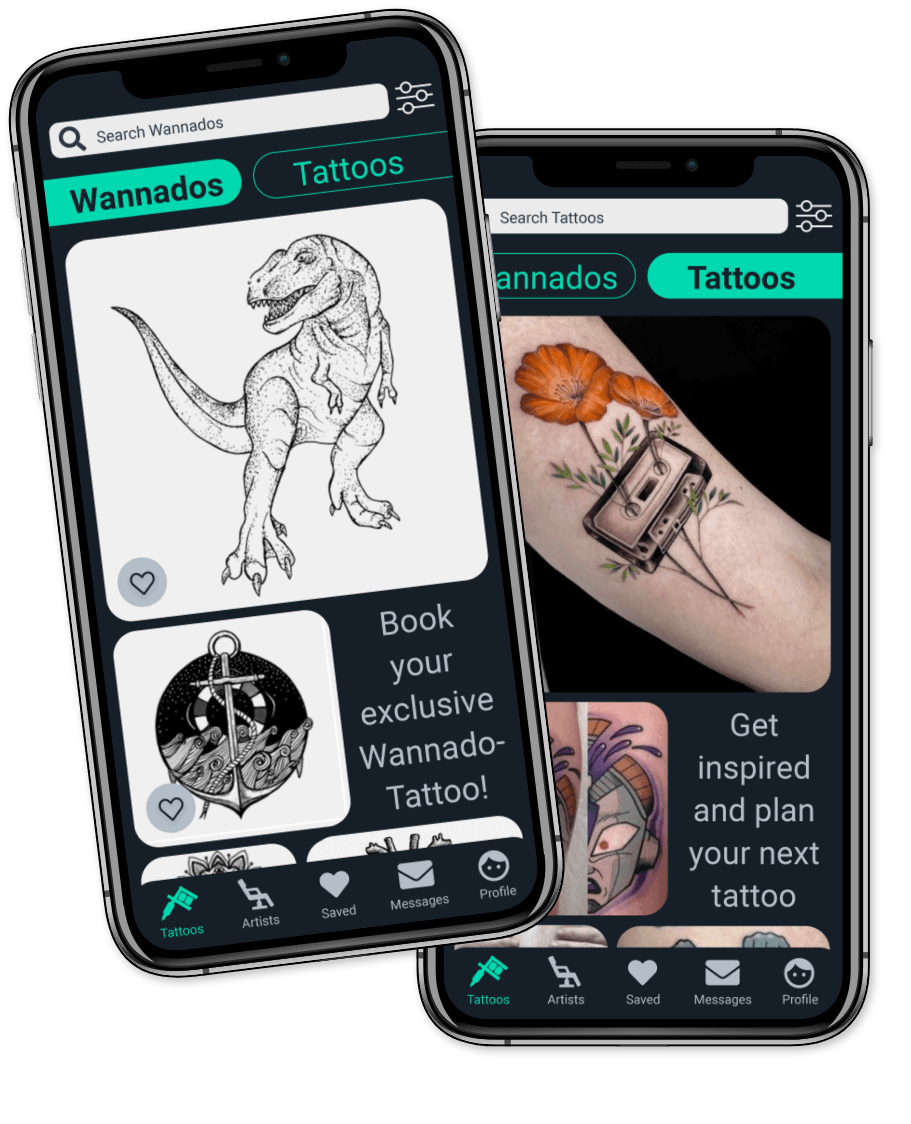 Search Wannados
Wannados
Tattoos
Book
your
exclusive
Wannado-
Tattoo!
Tattoos
Artists
Saved
Messages
Profile
Search Tattoos
annados
Tattoos
Get
inspired
and plan
your next
tattoo
Tattoos
Artists
Saved
Messages
Profile